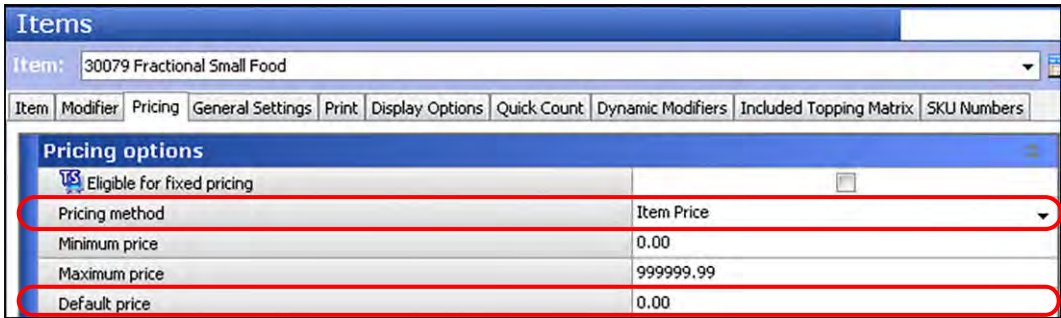 Items
Item: 30079 Fractional Small Food
Item Modifier Pricing General Settings Print Display Options Quick Count Dynamic Modifiers Included Topping Matrix SKU Numbers
Pricing options
TS Eligible for fixed pricing
Pricing method Item Price
Minimum price 0.00
Maximum price 999999.99
Default price 0.00